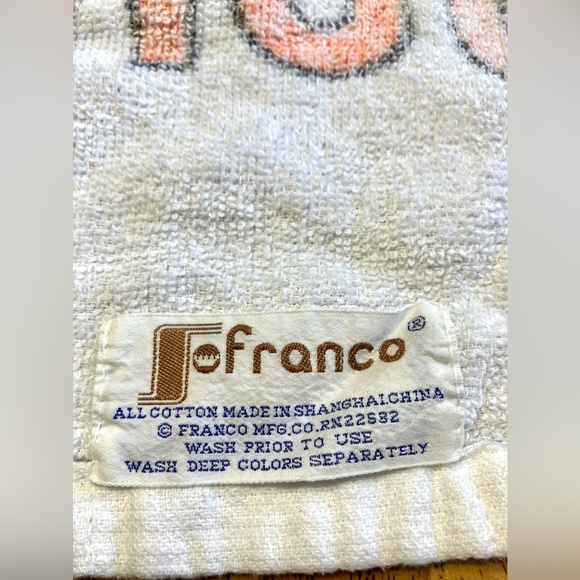 franco®
ALL COTTON MADE IN SHANGHAI.CHINA
© FRANCO MFG.CO.RN22532
WASH PRIOR TO USE
WASH DEEP COLORS SEPARATELY